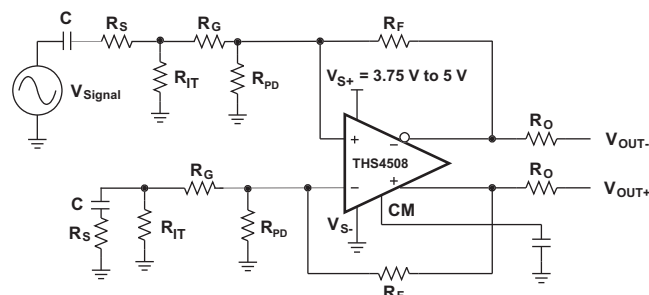 C
RS
RG
RF
RIT
RPD
VSignal
VS+ = 3.75 V to 5 V
RO
VOUT-
+
−
THS4508
−
+
RO
VOUT+
C
RG
RS
RIT
RPD
VS-
CM
RF